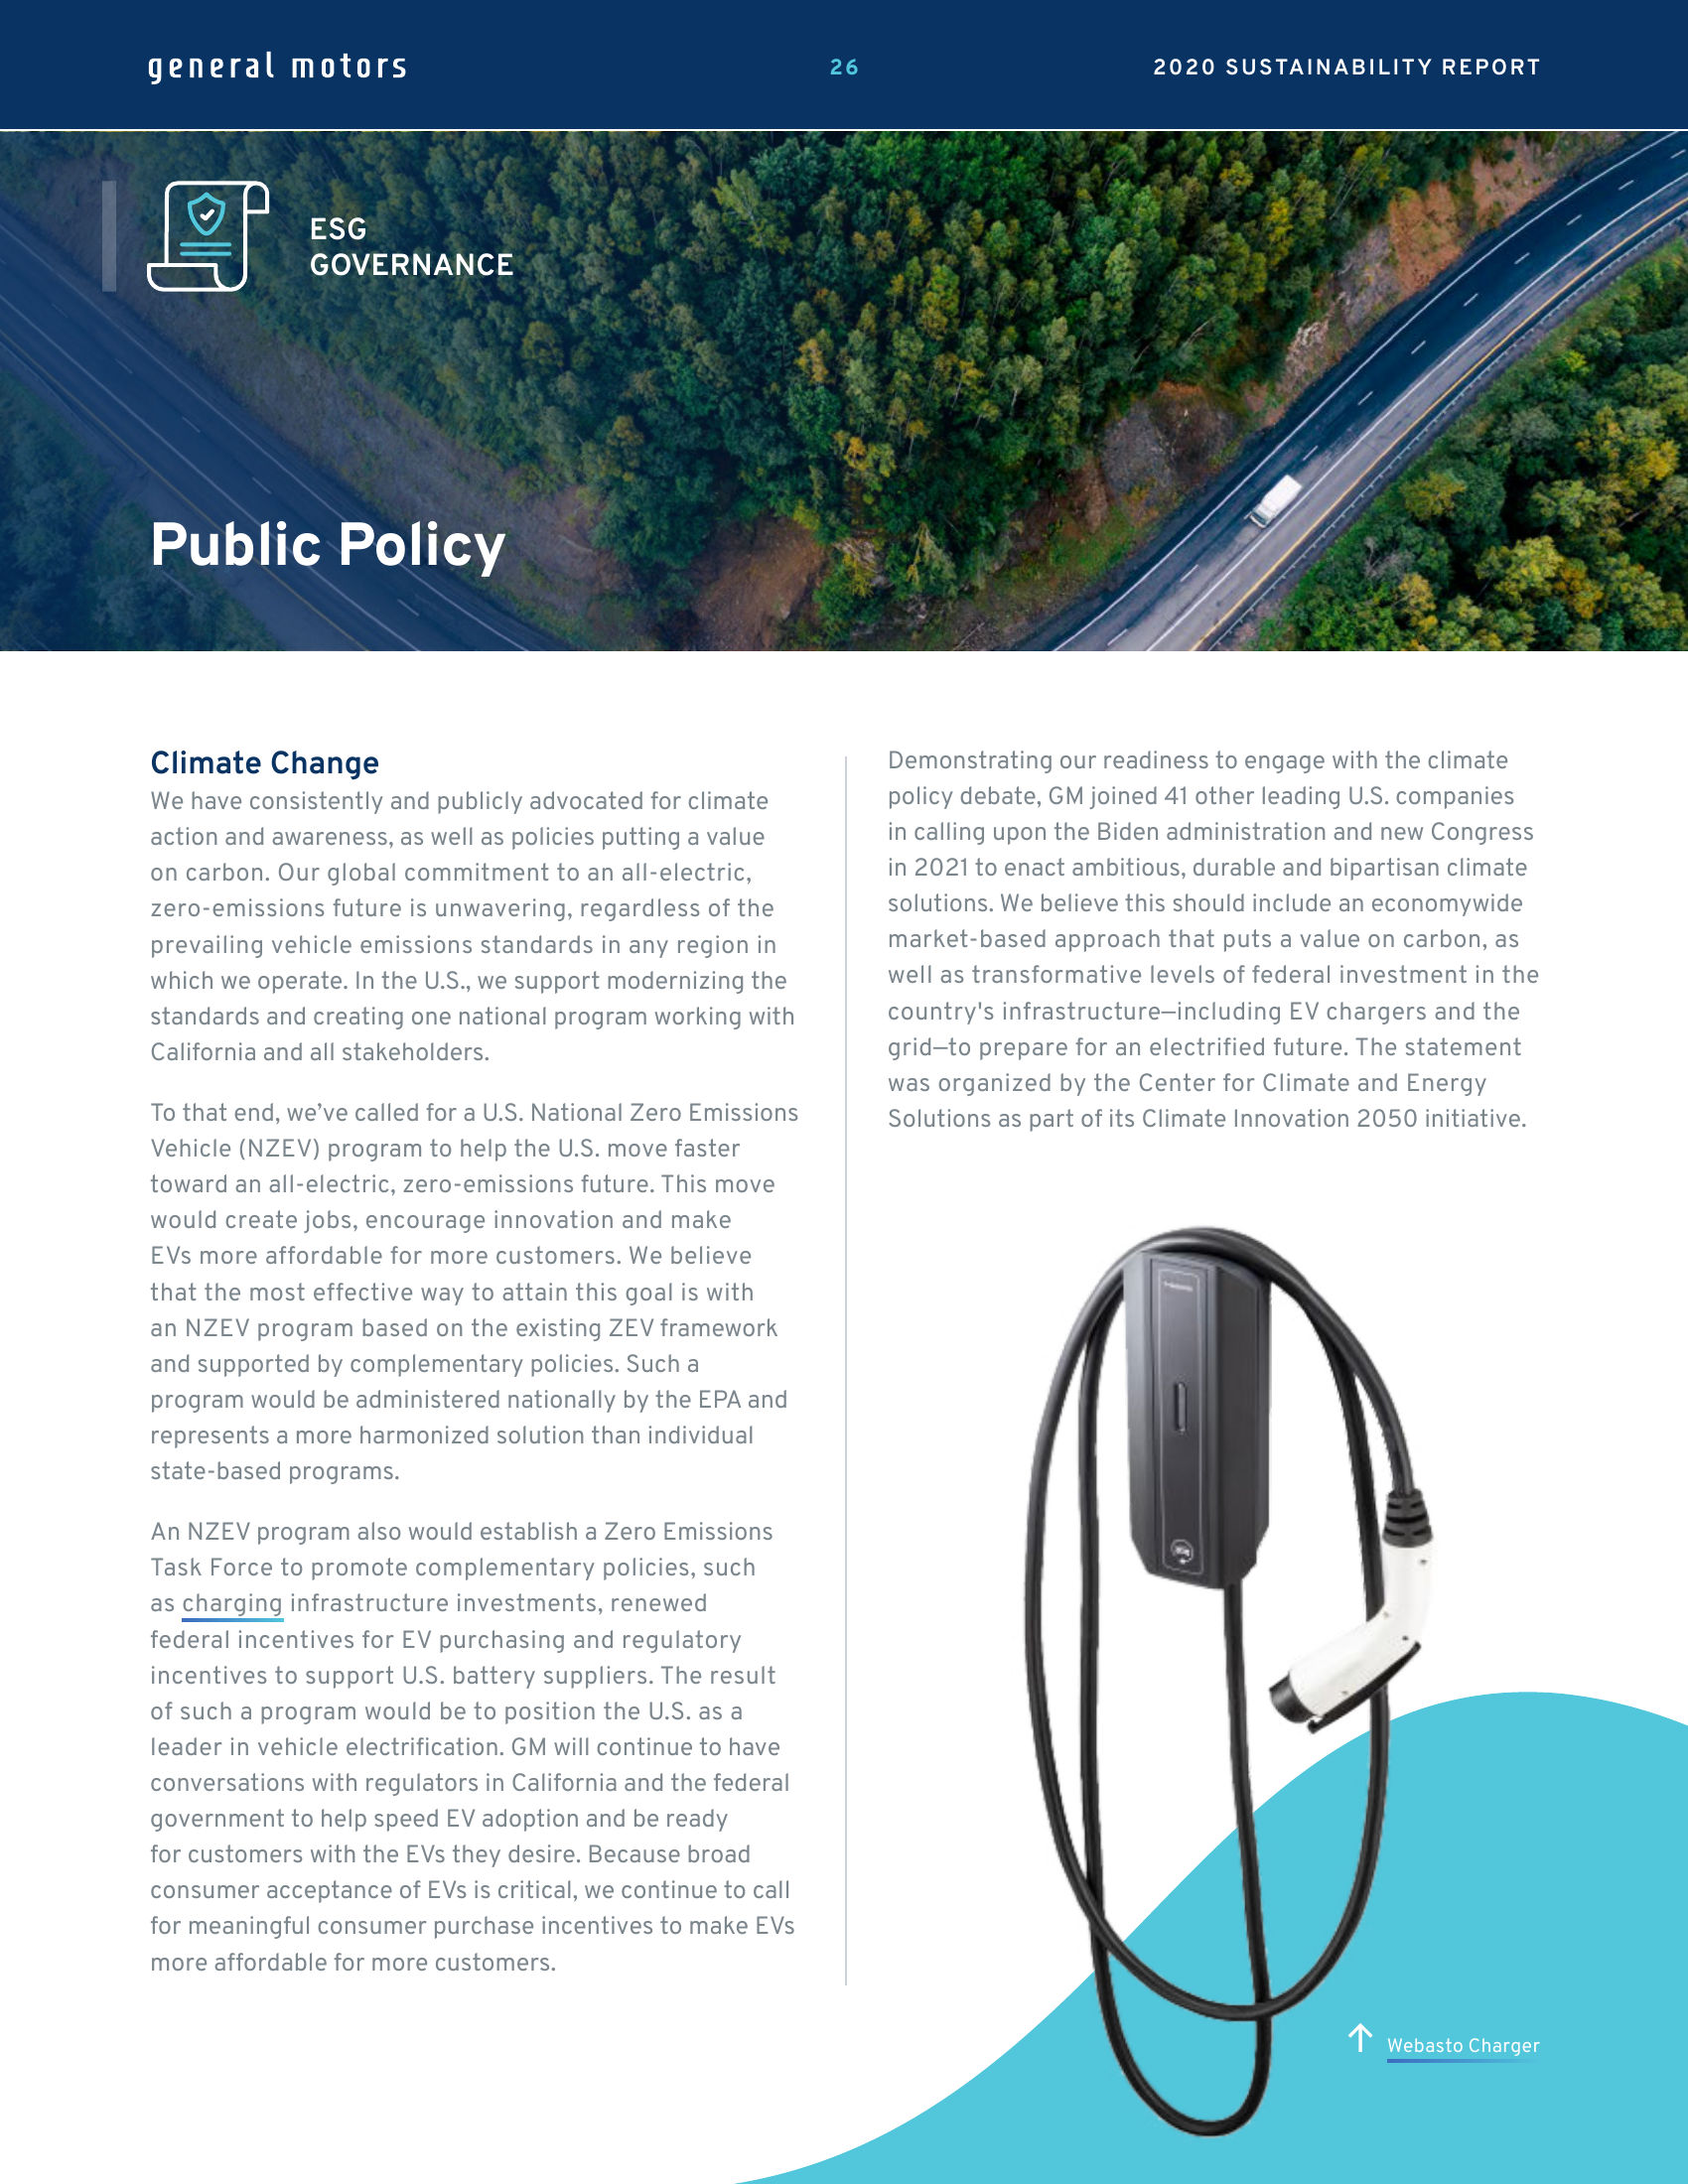 general motors
26
2020 SUSTAINABILITY REPORT
ESG
GOVERNANCE
Public Policy
Climate Change
We have consistently and publicly advocated for climate
action and awareness, as well as policies putting a value
on carbon. Our global commitment to an all-electric,
zero-emissions future is unwavering, regardless of the
prevailing vehicle emissions standards in any region in
which we operate. In the U.S., we support modernizing the
standards and creating one national program working with
California and all stakeholders.
To that end, we’ve called for a U.S. National Zero Emissions
Vehicle (NZEV) program to help the U.S. move faster
toward an all-electric, zero-emissions future. This move
would create jobs, encourage innovation and make
EVs more affordable for more customers. We believe
that the most effective way to attain this goal is with
an NZEV program based on the existing ZEV framework
and supported by complementary policies. Such a
program would be administered nationally by the EPA and
represents a more harmonized solution than individual
state-based programs.
An NZEV program also would establish a Zero Emissions
Task Force to promote complementary policies, such
as charging infrastructure investments, renewed
federal incentives for EV purchasing and regulatory
incentives to support U.S. battery suppliers. The result
of such a program would be to position the U.S. as a
leader in vehicle electrification. GM will continue to have
conversations with regulators in California and the federal
government to help speed EV adoption and be ready
for customers with the EVs they desire. Because broad
consumer acceptance of EVs is critical, we continue to call
for meaningful consumer purchase incentives to make EVs
more affordable for more customers.
Demonstrating our readiness to engage with the climate
policy debate, GM joined 41 other leading U.S. companies
in calling upon the Biden administration and new Congress
in 2021 to enact ambitious, durable and bipartisan climate
solutions. We believe this should include an economywide
market-based approach that puts a value on carbon, as
well as transformative levels of federal investment in the
country's infrastructure—including EV chargers and the
grid—to prepare for an electrified future. The statement
was organized by the Center for Climate and Energy
Solutions as part of its Climate Innovation 2050 initiative.
Webasto Charger